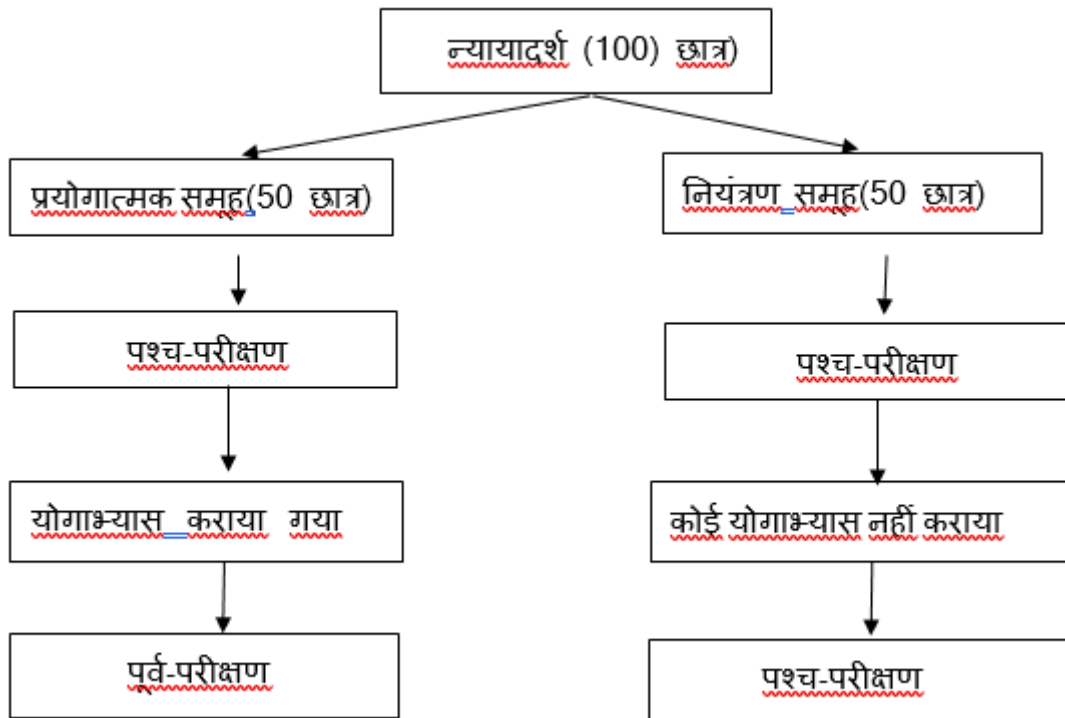 न्यायादर्श (100) छात्र)
प्रयोगात्मक समूह(50 छात्र)
नियंत्रण समूह(50 छात्र)
पश्च-परीक्षण
पश्च-परीक्षण
योगाभ्यास कराया गया
कोई योगाभ्यास नहीं कराया
पूर्व-परीक्षण
पश्च-परीक्षण